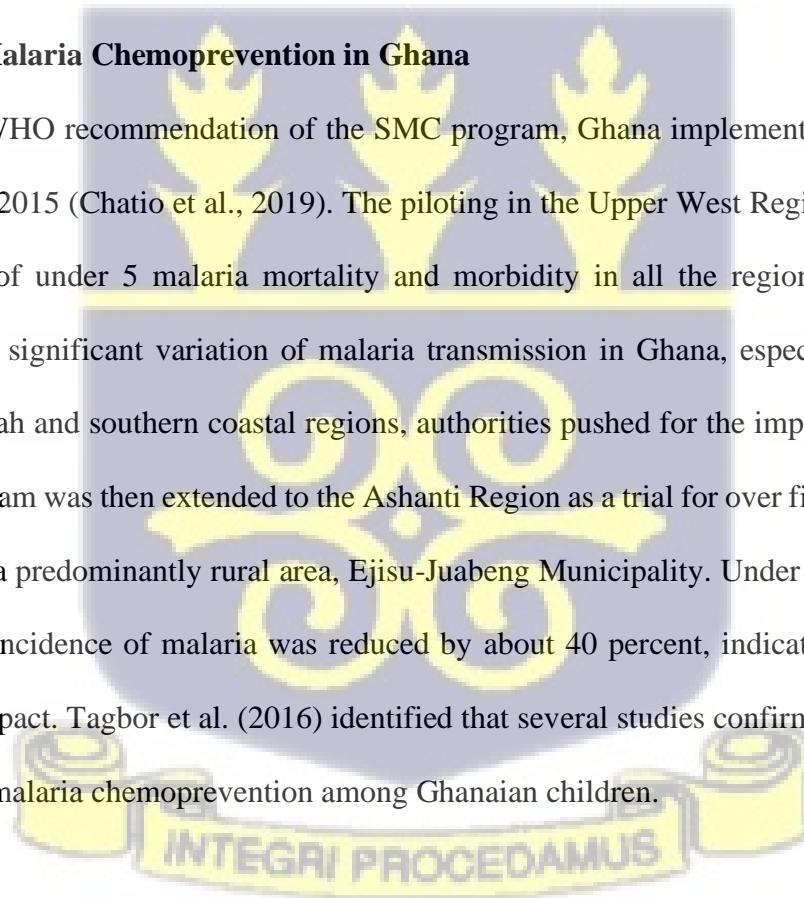 Malaria Chemoprevention in Ghana
WHO recommendation of the SMC program, Ghana implement
2015 (Chatio et al., 2019). The piloting in the Upper West Regi
of under 5 malaria mortality and morbidity in all the region
significant variation of malaria transmission in Ghana, espec
ah and southern coastal regions, authorities pushed for the imp
am was then extended to the Ashanti Region as a trial for over fi
a predominantly rural area, Ejisu-Juabeng Municipality. Under
incidence of malaria was reduced by about 40 percent, indicat
pact. Tagbor et al. (2016) identified that several studies confirm
malaria chemoprevention among Ghanaian children.
INTEGRI PROCEDAMUS